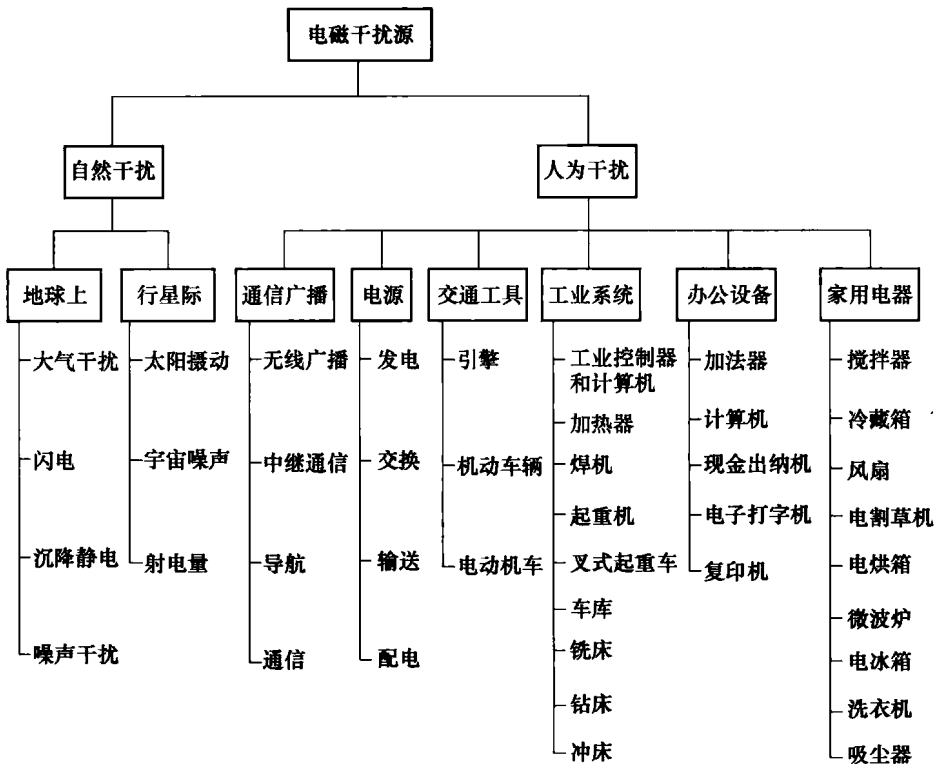 电磁干扰源
自然干扰
人为干扰
地球上
行星际
通信广播
电源
交通工具
工业系统
办公设备
家用电器
大气干扰
闪电
沉降静电
噪声干扰
太阳摄动
宇宙噪声
射电量
无线广播
中继通信
导航
通信
发电
交换
输送
配电
引擎
机动车辆
电动机车
工业控制器
和计算机
加热器
焊机
起重机
叉式起重车
车库
铣床
钻床
冲床
加法器
计算机
现金出纳机
电子打字机
复印机
搅拌器
冷藏箱
风扇
电割草机
电烘箱
微波炉
电冰箱
洗衣机
吸尘器